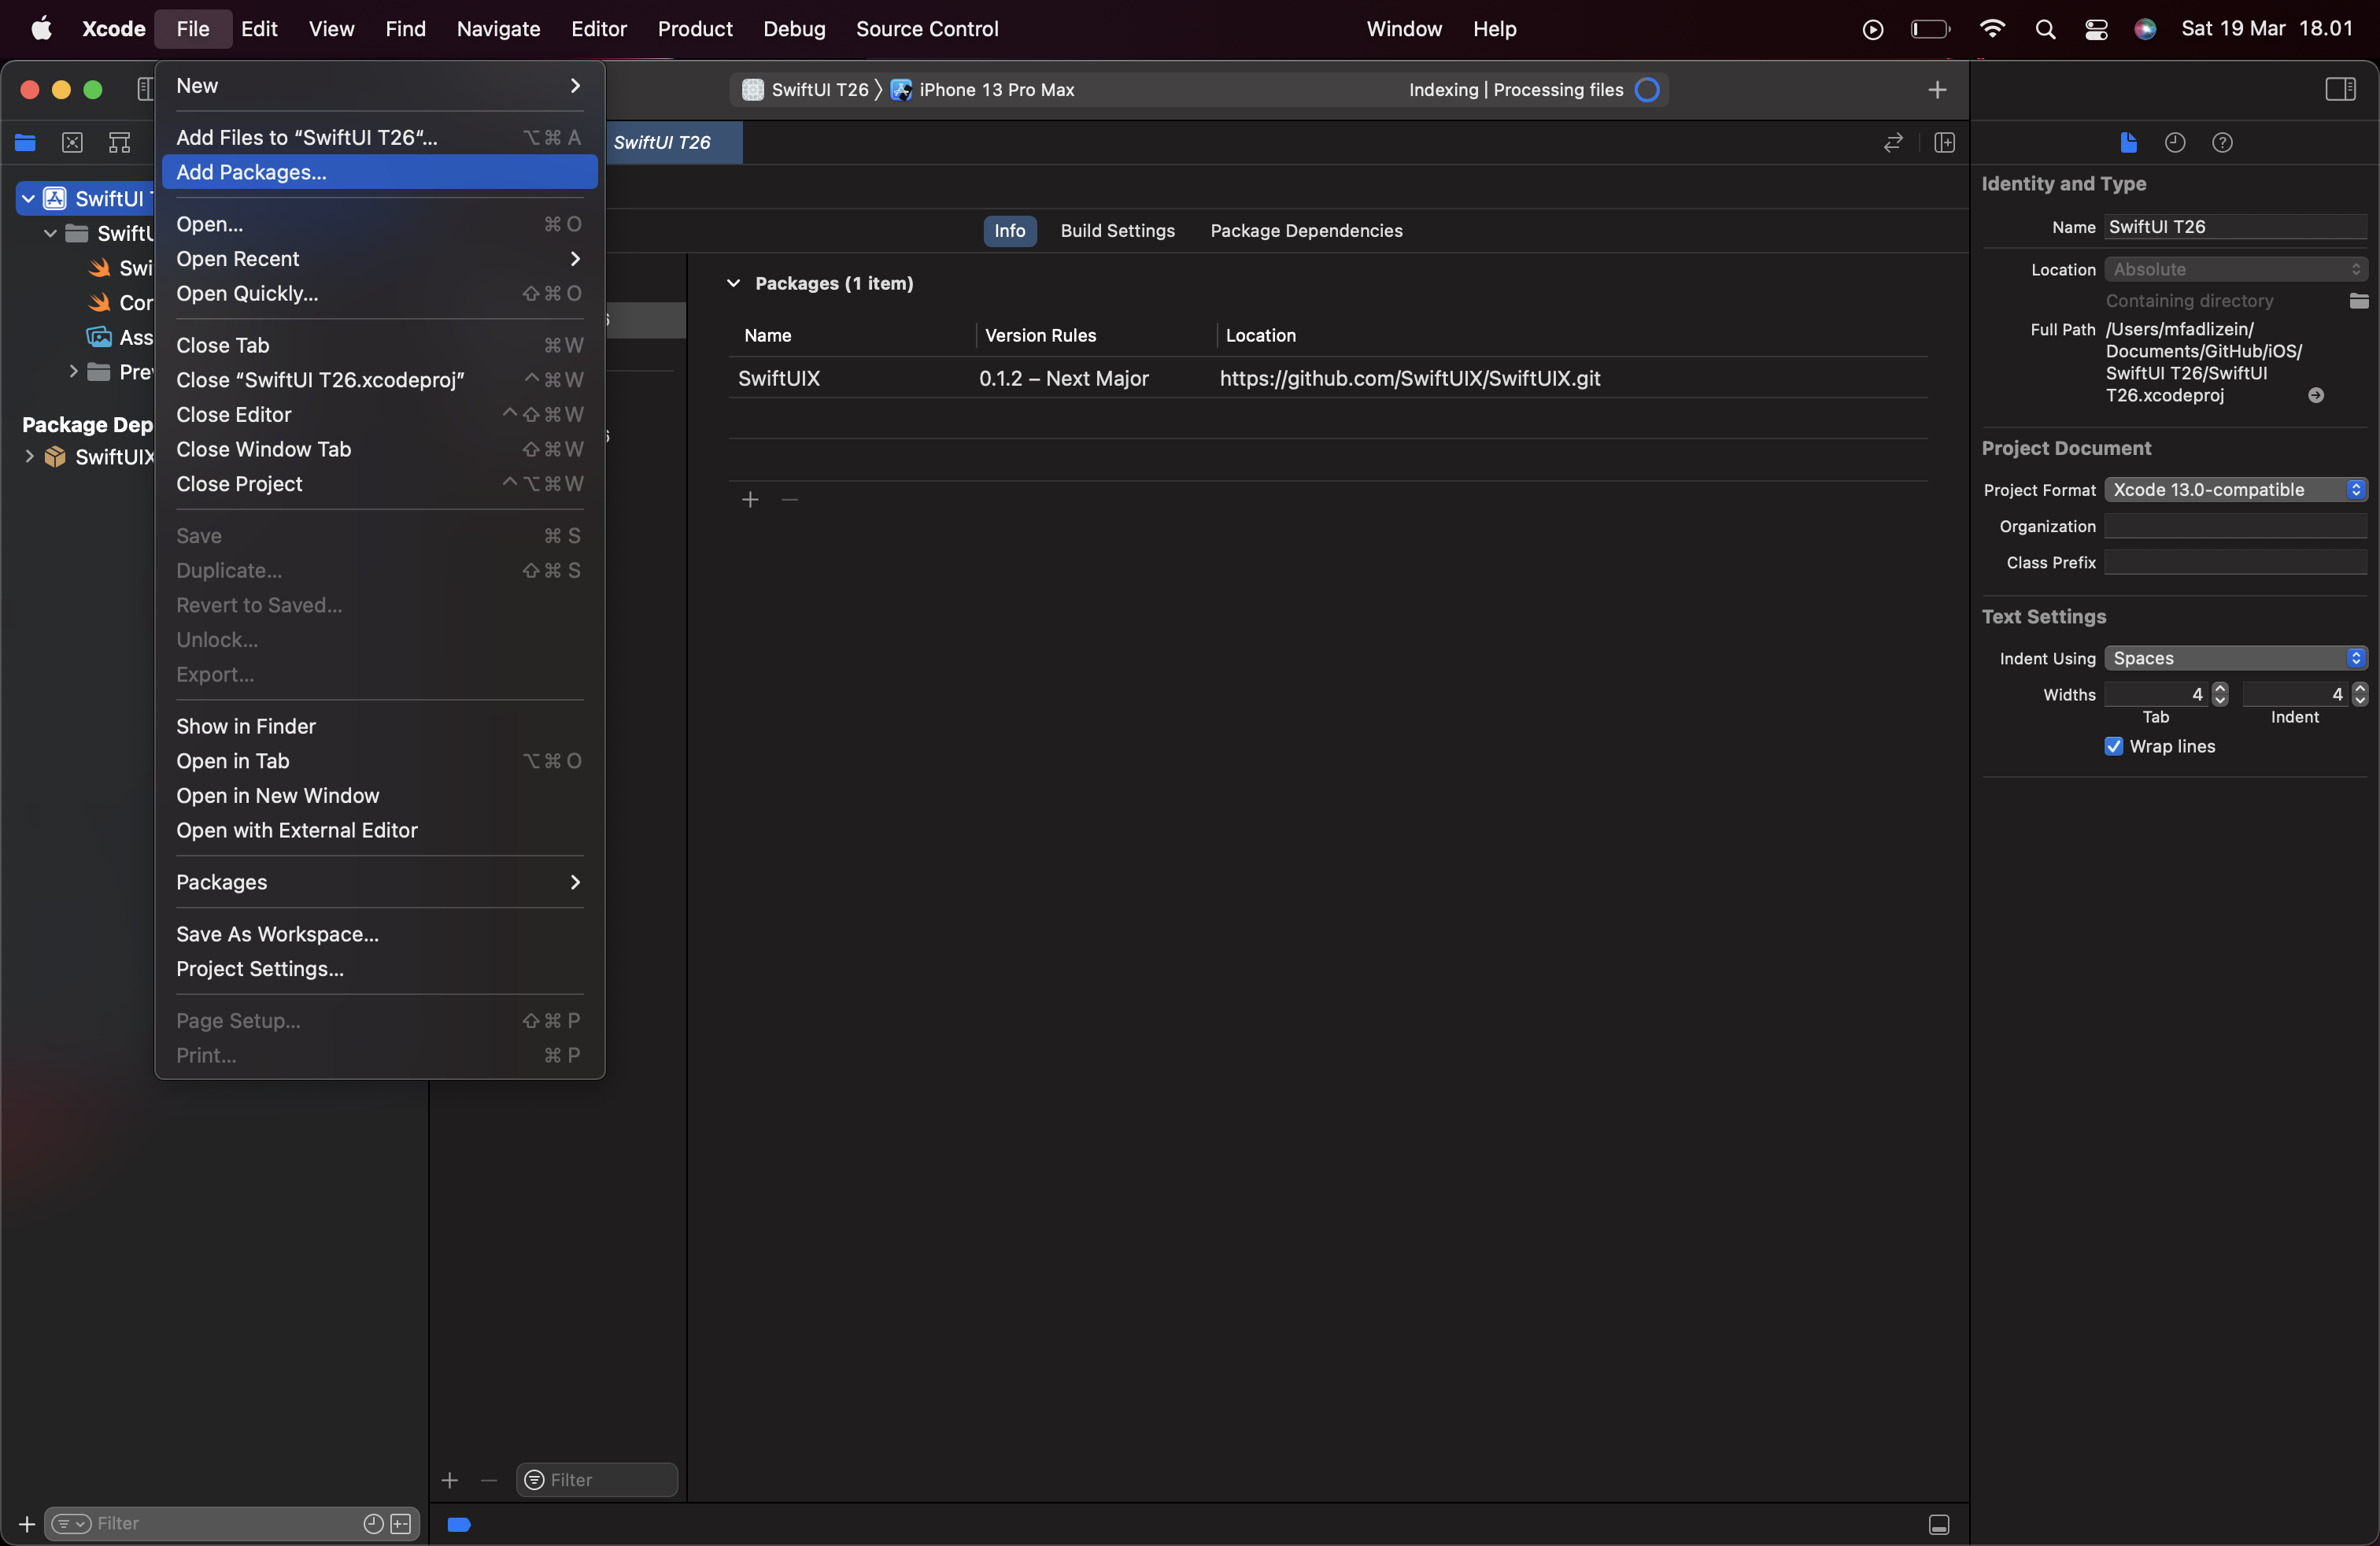 Xcode File Edit View Find Navigate Editor Product Debug Source Control Window Help Sat 19 Mar 18.01
SwiftUI T26 〉 iPhone 13 Pro Max Indexing | Processing files
New
Add Files to “SwiftUI T26“... ⌥⌘A
Add Packages...
Open... ⌘O
Open Recent
Open Quickly... ⇧⌘O
Close Tab ⌘W
Close “SwiftUI T26.xcodeproj” ^⌘W
Close Editor ^⇧⌘W
Close Window Tab ⇧⌘W
Close Project ^⌥⌘W
Save ⌘S
Duplicate... ⇧⌘S
Revert to Saved...
Unlock...
Export...
Show in Finder
Open in Tab ⌥⌘O
Open in New Window
Open with External Editor
Packages
Save As Workspace...
Project Settings...
Page Setup... ⇧⌘P
Print... ⌘P
SwiftUI
Package Dep
SwiftUIX
Filter
SwiftUI T26
Filter
Info Build Settings Package Dependencies
Packages (1 item)
Name Version Rules Location
SwiftUIX 0.1.2 – Next Major https://github.com/SwiftUIX/SwiftUIX.git
Identity and Type
Name SwiftUI T26
Location Absolute
Containing directory
Full Path /Users/mfadlizein/
Documents/GitHub/iOS/
SwiftUI T26/SwiftUI
T26.xcodeproj
Project Document
Project Format Xcode 13.0-compatible
Organization
Class Prefix
Text Settings
Indent Using Spaces
Widths 4 4
Tab Indent
Wrap lines